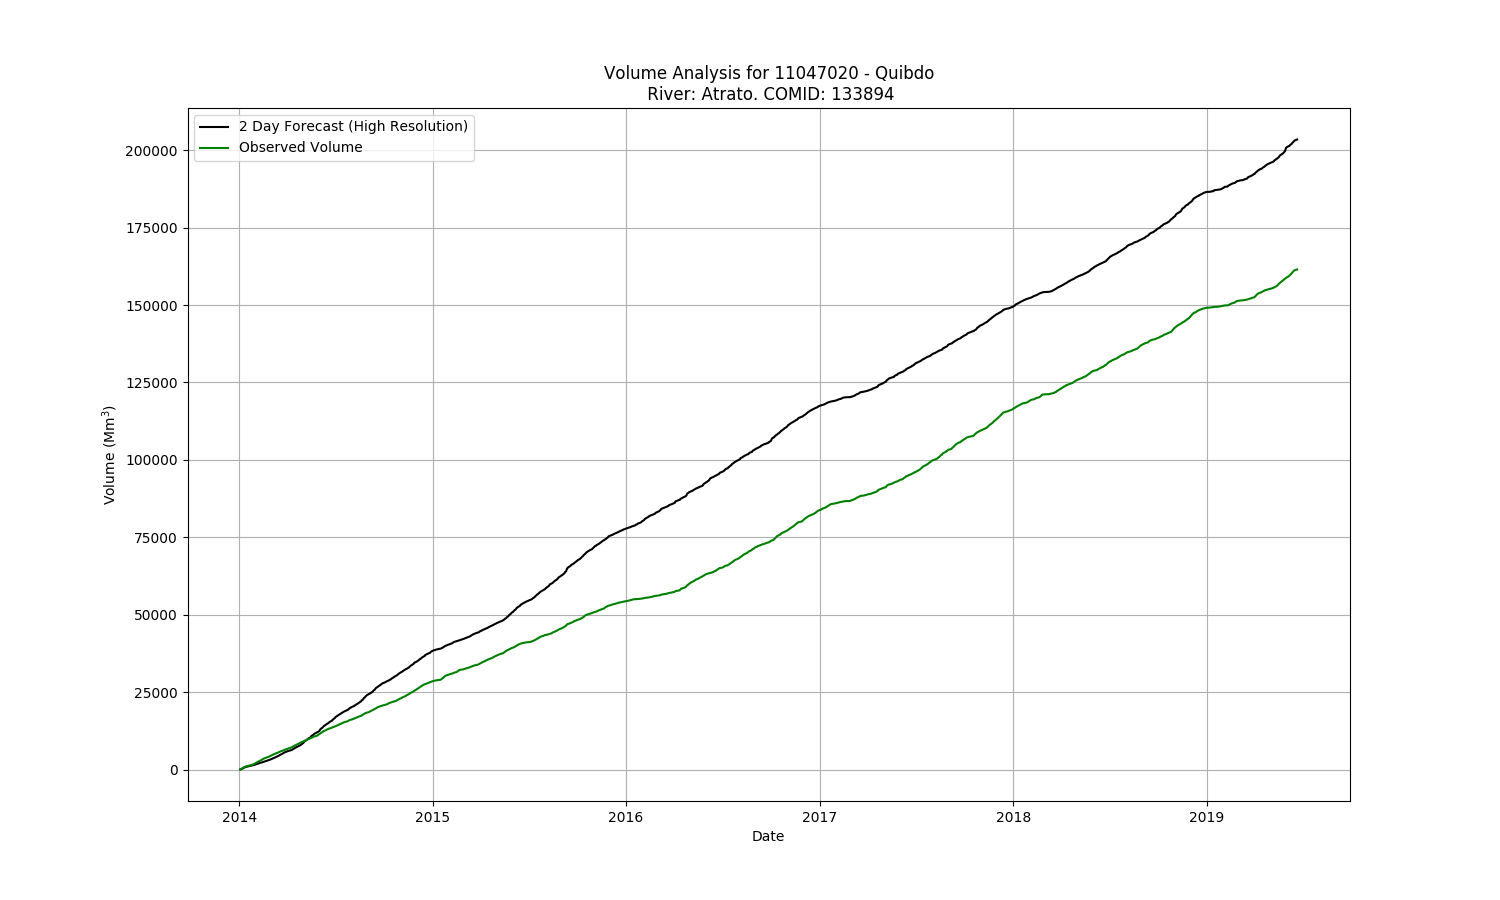 Volume Analysis for 11047020 - Quibdo
River: Atrato. COMID: 133894
2 Day Forecast (High Resolution)
Observed Volume
200000
175000
150000
125000
100000
75000
50000
25000
0
Volume (Mm³)
2014 2015 2016 2017 2018 2019
Date